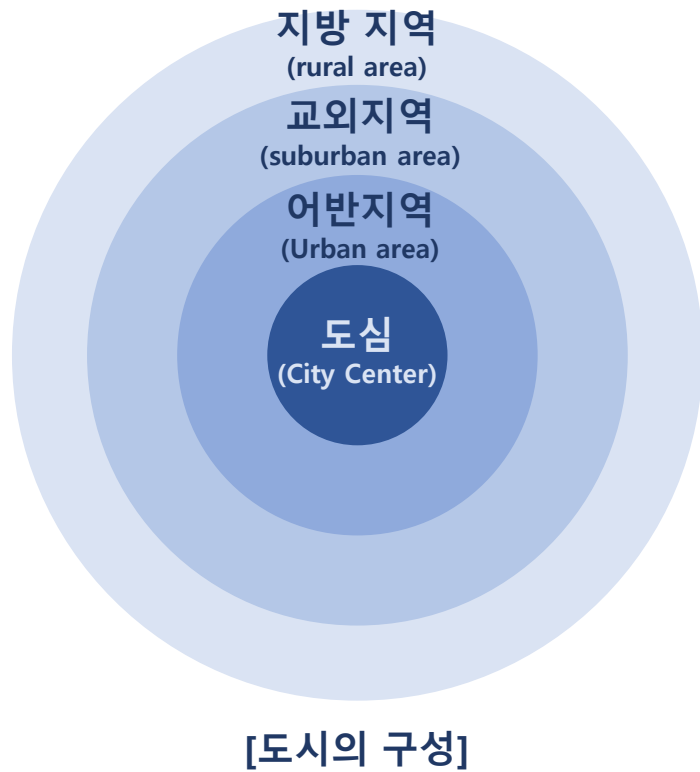 지방 지역
(rural area)
교외지역
(suburban area)
어반지역
(Urban area)
도심
(City Center)
[도시의 구성]